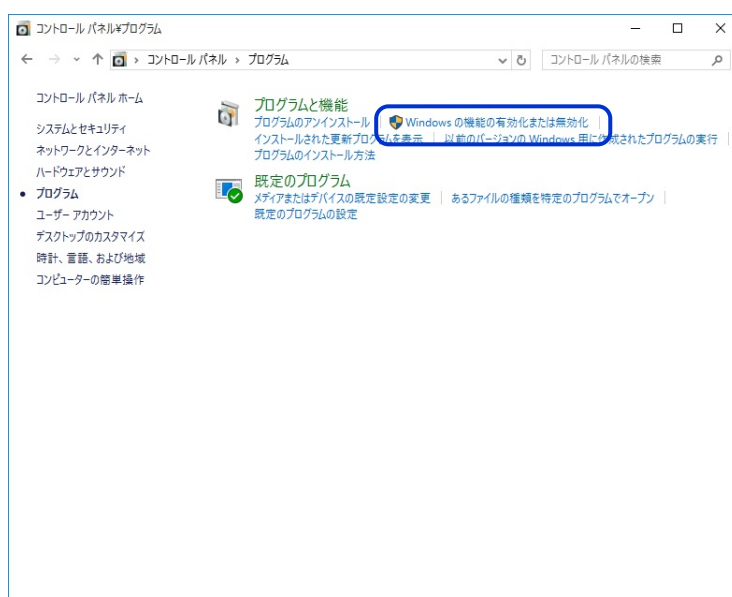 コントロール パネル¥プログラム
コントロール パネル › プログラム
コントロール パネルの検索
コントロール パネル ホーム
システムとセキュリティ
ネットワークとインターネット
ハードウェアとサウンド
プログラム
ユーザー アカウント
デスクトップのカスタマイズ
時計、言語、および地域
コンピューターの簡単操作
プログラムと機能
プログラムのアンインストール Windows の機能の有効化または無効化
インストールされた更新プログラムを表示 以前のバージョンの Windows 用に作成されたプログラムの実行
プログラムのインストール方法
既定のプログラム
メディアまたはデバイスの既定設定の変更 あるファイルの種類を特定のプログラムでオープン
既定のプログラムの設定